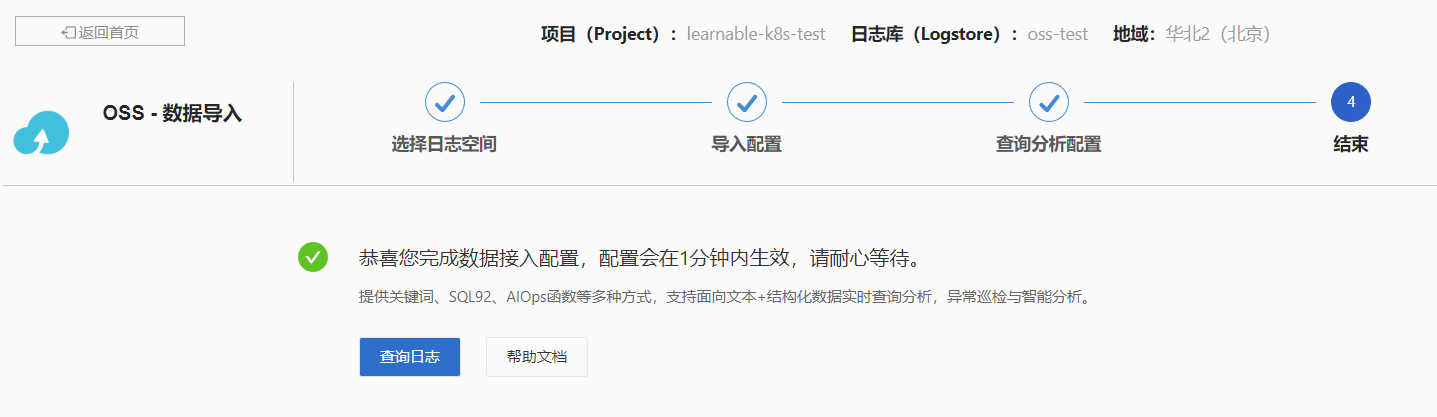 返回首页
项目（Project）： learnable-k8s-test 日志库（Logstore）： oss-test 地域： 华北2（北京）
OSS - 数据导入
4
选择日志空间 导入配置 查询分析配置 结束
恭喜您完成数据接入配置，配置会在1分钟内生效，请耐心等待。
提供关键词、SQL92、AIOps函数等多种方式，支持面向文本+结构化数据实时查询分析，异常巡检与智能分析。
查询日志 帮助文档